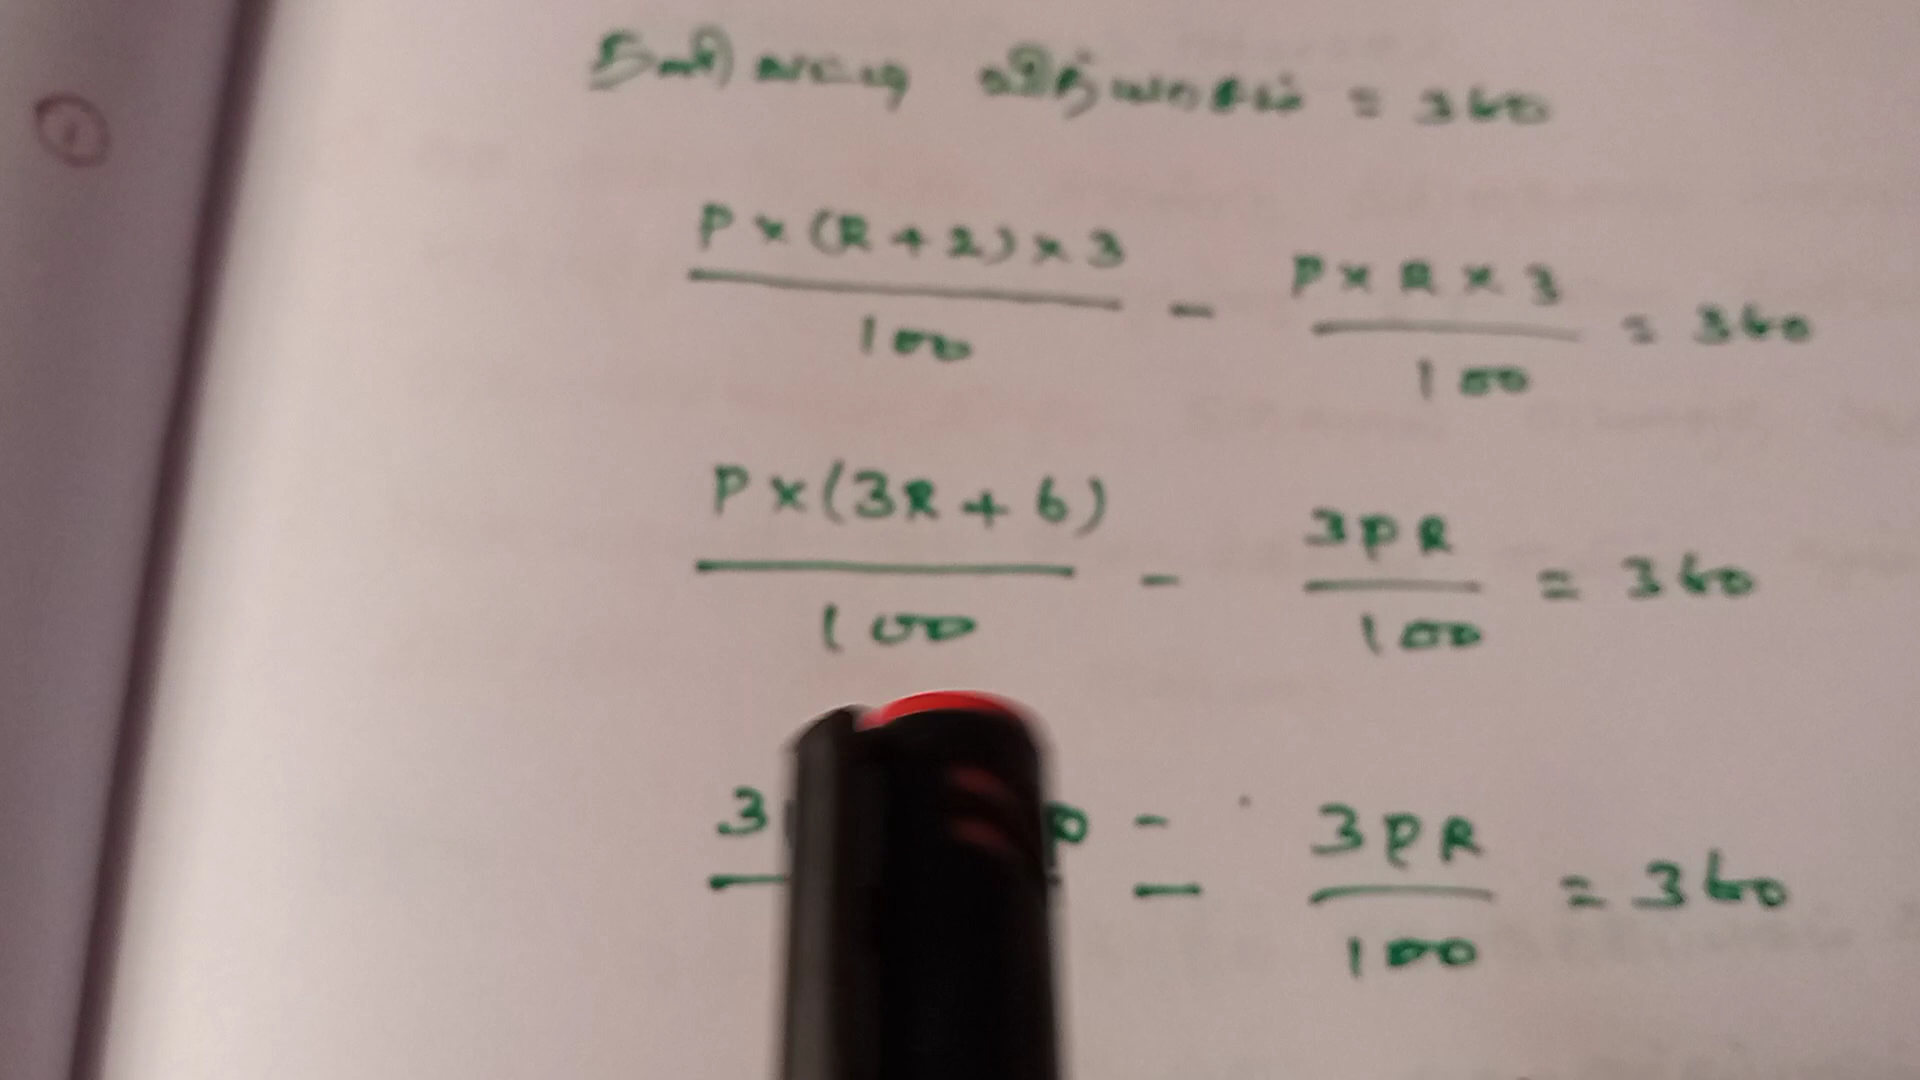 தனிவட்டி வித்யாசம் = 360
P × (R + 2) × 3 / 100 - P × R × 3 / 100 = 360
P × (3R + 6) / 100 - 3PR / 100 = 360
3 - 3PR / 100 = 360